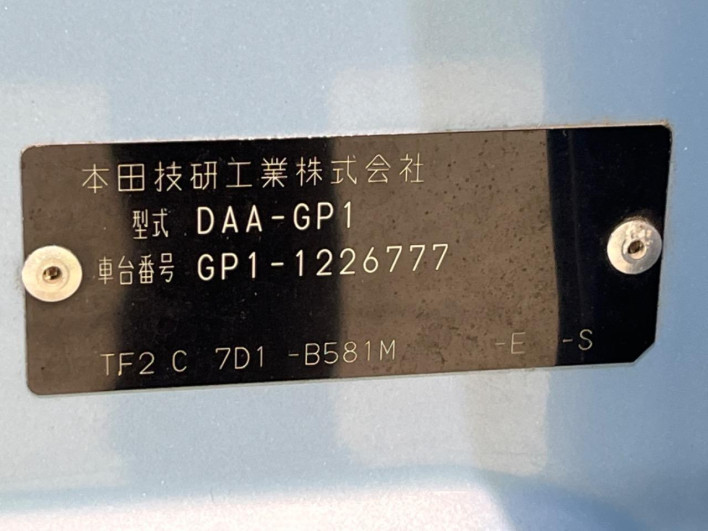 本田技研工業株式会社
型式 DAA-GP1
車台番号 GP1-1226777
TF2 C 7D1 -B581M -E -S